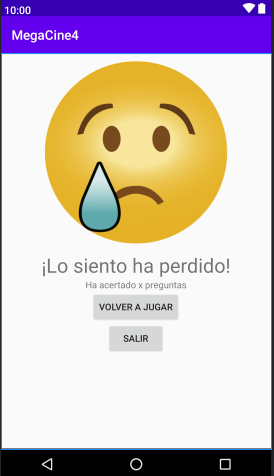 10:00
MegaCine4
¡Lo siento ha perdido!
Ha acertado x preguntas
VOLVER A JUGAR
SALIR